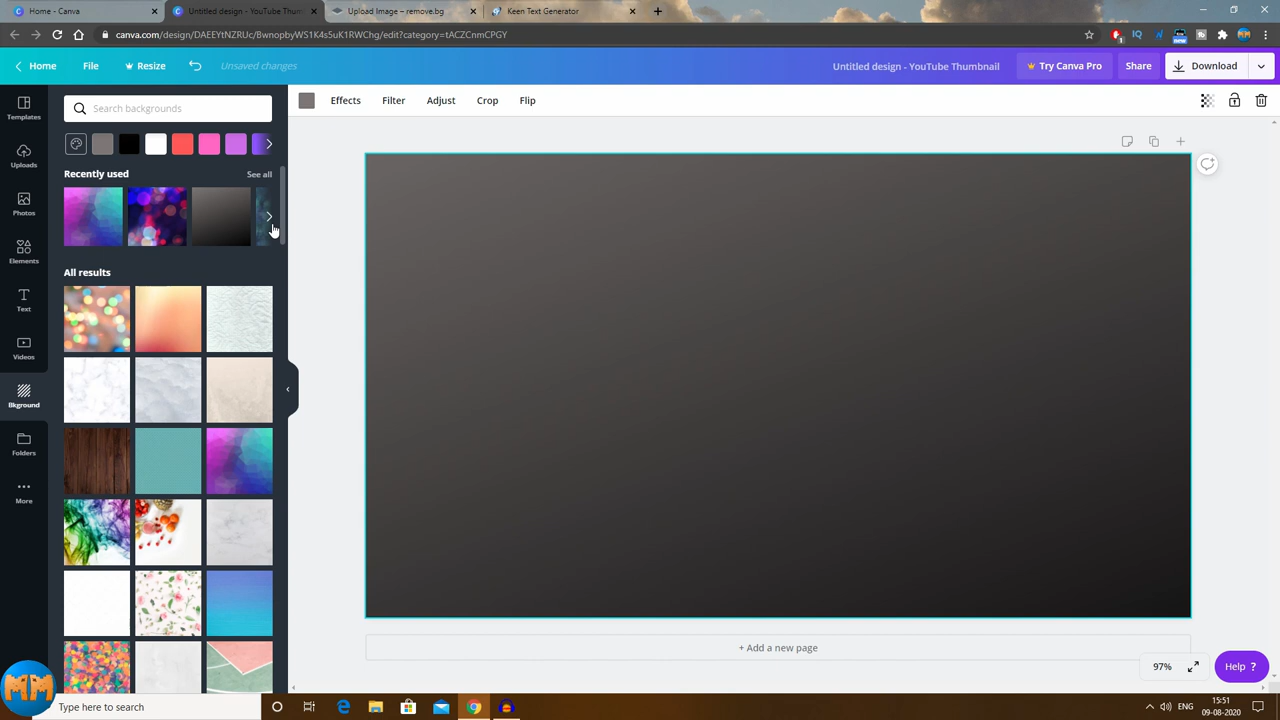 Home - Canva
Untitled design - YouTube Thum
Upload Image – remove.bg
Keen Text Generator
canva.com/design/DAEEYtNZRUc/BwnopbyWS1K4s5uK1RWChg/edit?category=tACZCnmCPGY
Home File Resize Unsaved changes Untitled design - YouTube Thumbnail Try Canva Pro Share Download
Templates
Uploads
Photos
Elements
Text
Videos
Bkground
Folders
More
Search backgrounds
Recently used See all
All results
Effects Filter Adjust Crop Flip
+ Add a new page
97%
Help ?
MM
Type here to search
ENG
15:51
09-08-2020